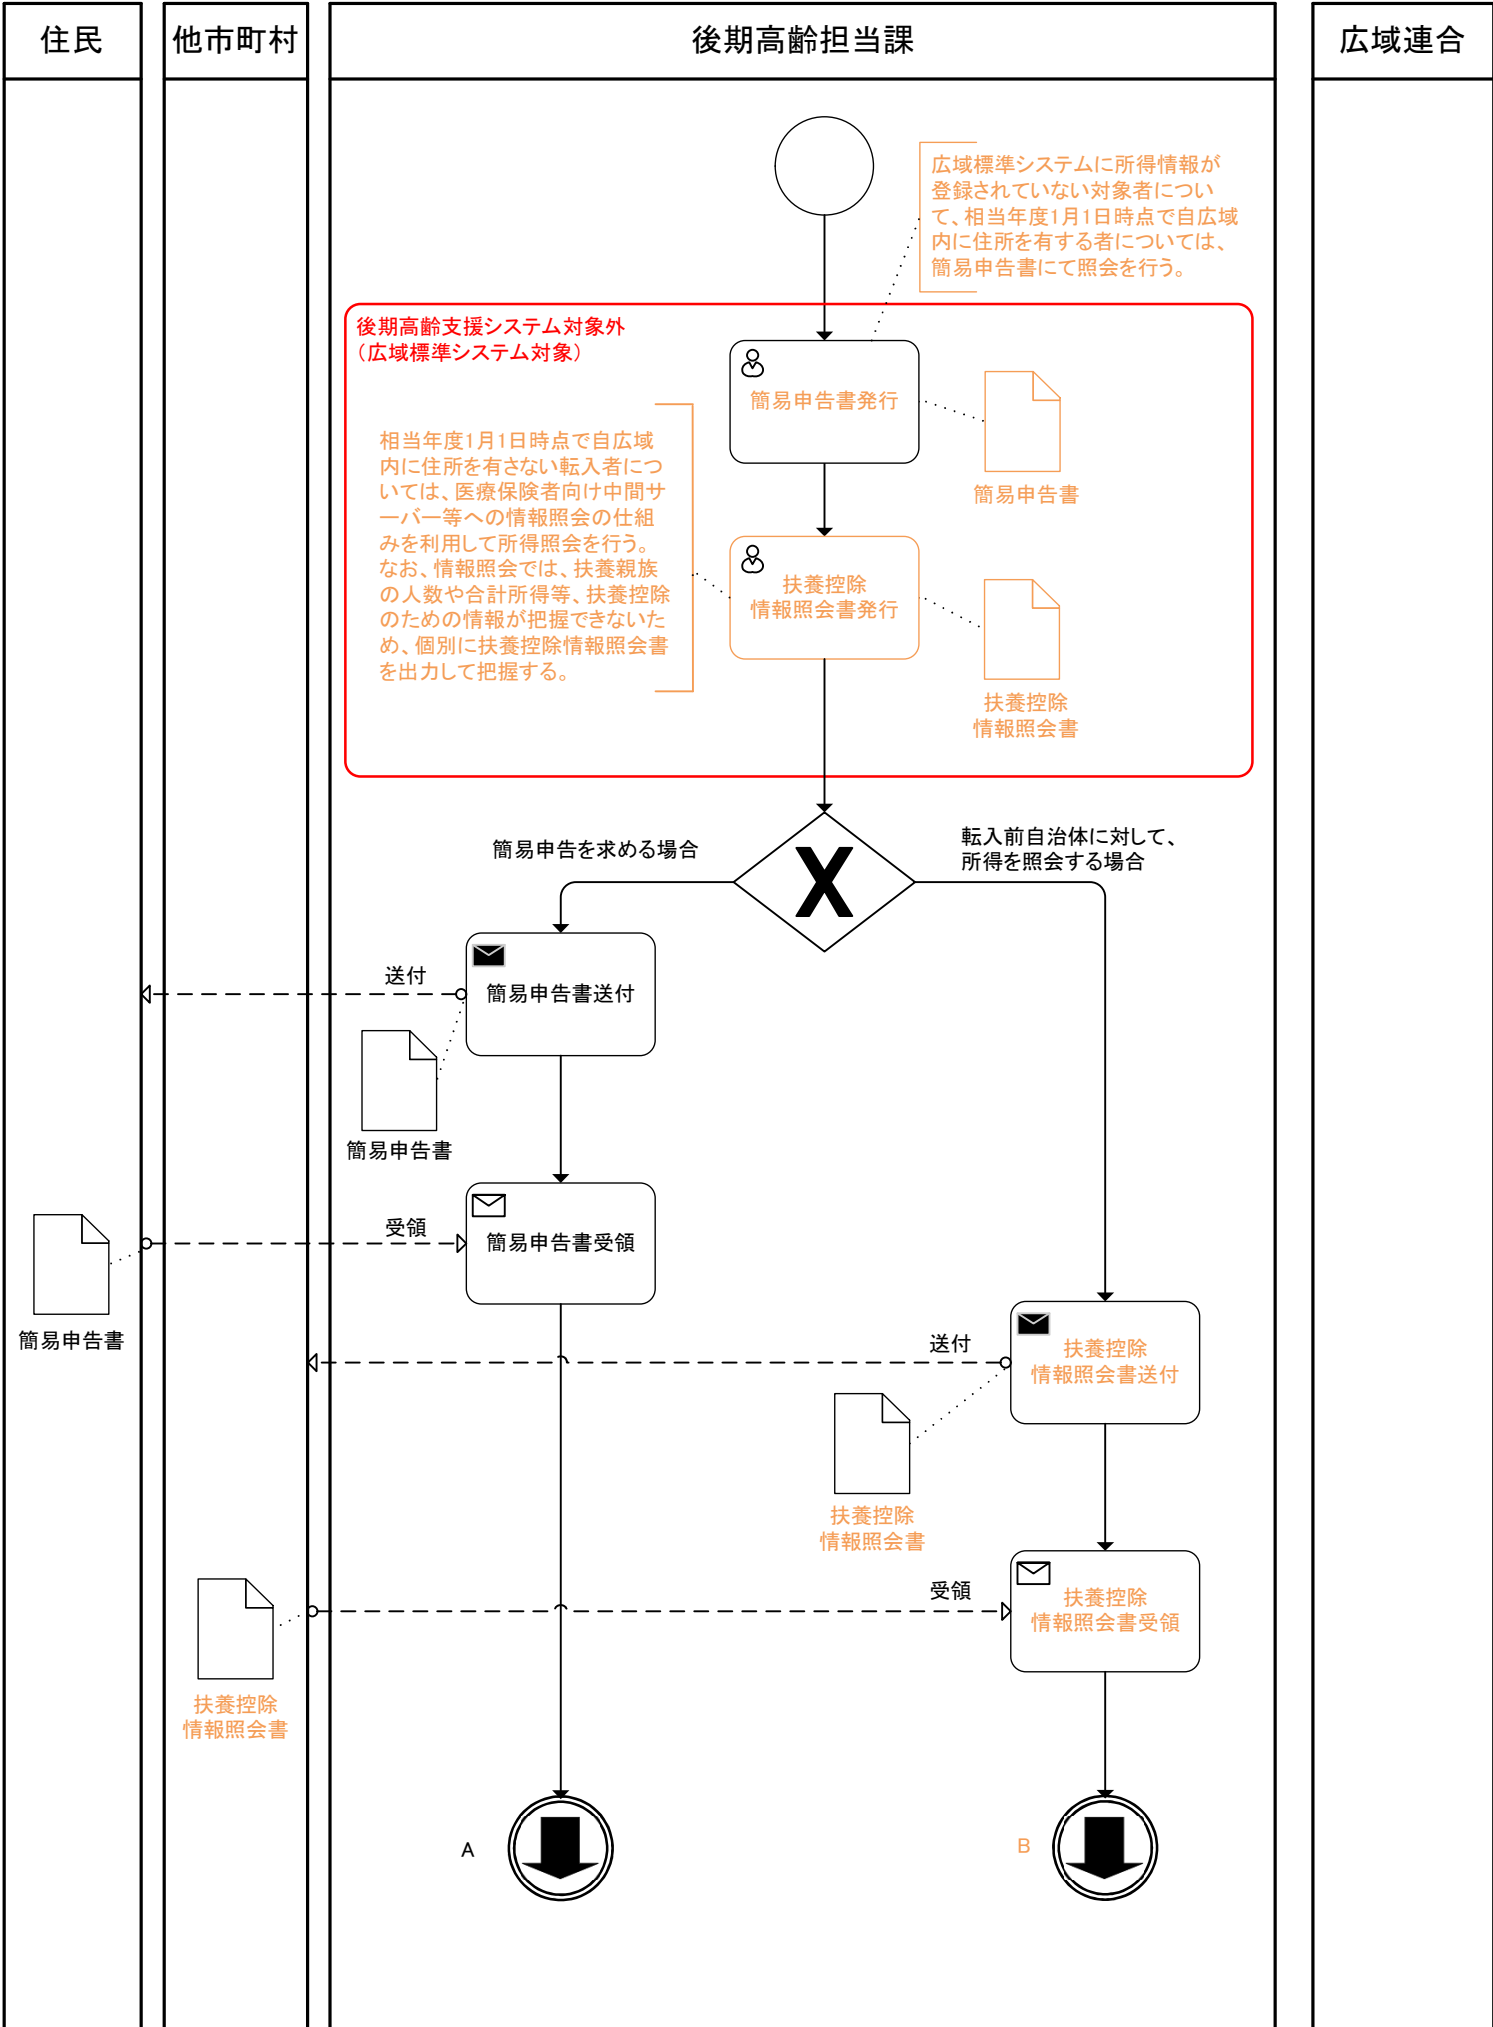 住民
他市町村
後期高齢担当課
広域連合
広域標準システムに所得情報が
登録されていない対象者につい
て、相当年度1月1日時点で自広域
内に住所を有する者については、
簡易申告書にて照会を行う。
後期高齢支援システム対象外
（広域標準システム対象）
簡易申告書発行
簡易申告書
相当年度1月1日時点で自広域
内に住所を有さない転入者につ
いては、医療保険者向け中間サ
ーバー等への情報照会の仕組
みを利用して所得照会を行う。
なお、情報照会では、扶養親族
の人数や合計所得等、扶養控除
のための情報が把握できないた
め、個別に扶養控除情報照会書
を出力して把握する。
扶養控除
情報照会書発行
扶養控除
情報照会書
簡易申告を求める場合
転入前自治体に対して、
所得を照会する場合
X
送付
簡易申告書送付
簡易申告書
受領
簡易申告書受領
簡易申告書
送付
扶養控除
情報照会書送付
扶養控除
情報照会書
受領
扶養控除
情報照会書受領
扶養控除
情報照会書
A
B